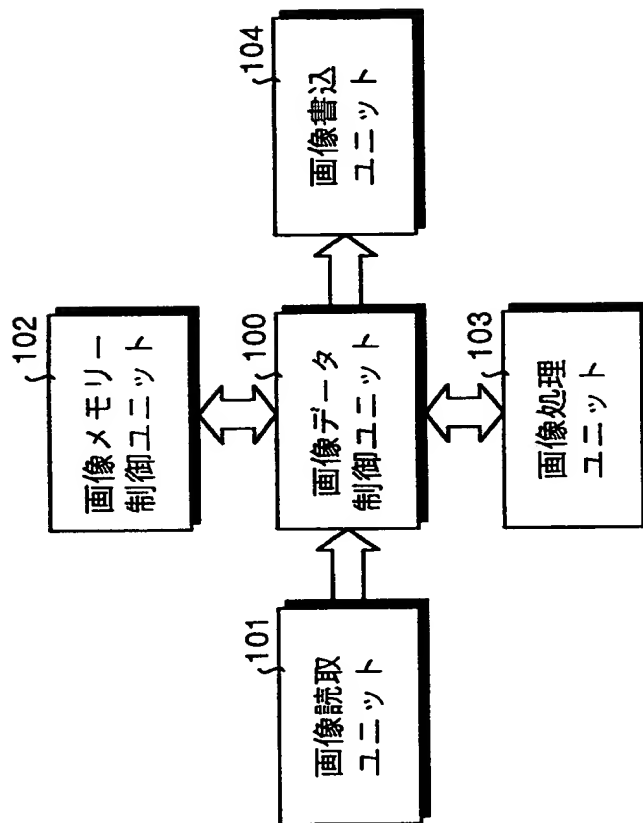 102
画像メモリー
制御ユニット
101
画像読取
ユニット
100
画像データ
制御ユニット
104
画像書込
ユニット
103
画像処理
ユニット